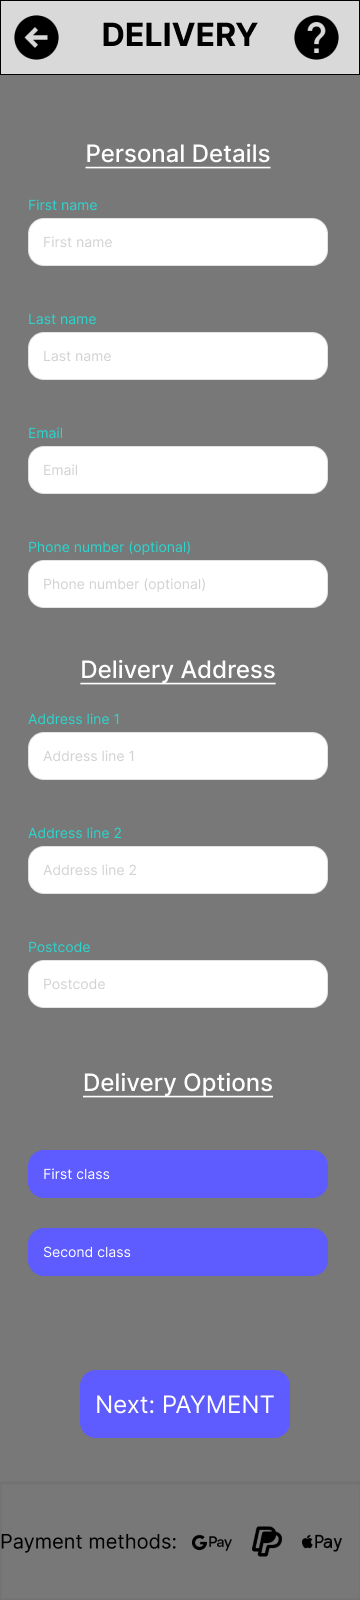 DELIVERY
Personal Details
First name
First name
Last name
Last name
Email
Email
Phone number (optional)
Phone number (optional)
Delivery Address
Address line 1
Address line 1
Address line 2
Address line 2
Postcode
Postcode
Delivery Options
First class
Second class
Next: PAYMENT
Payment methods: G Pay Pay